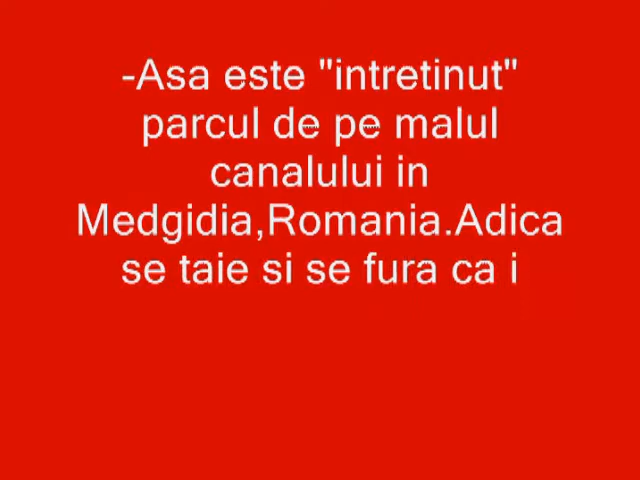 -Asa este "intretinut"
parcul de pe malul
canalului in
Medgidia,Romania.Adica
se taie si se fura ca i